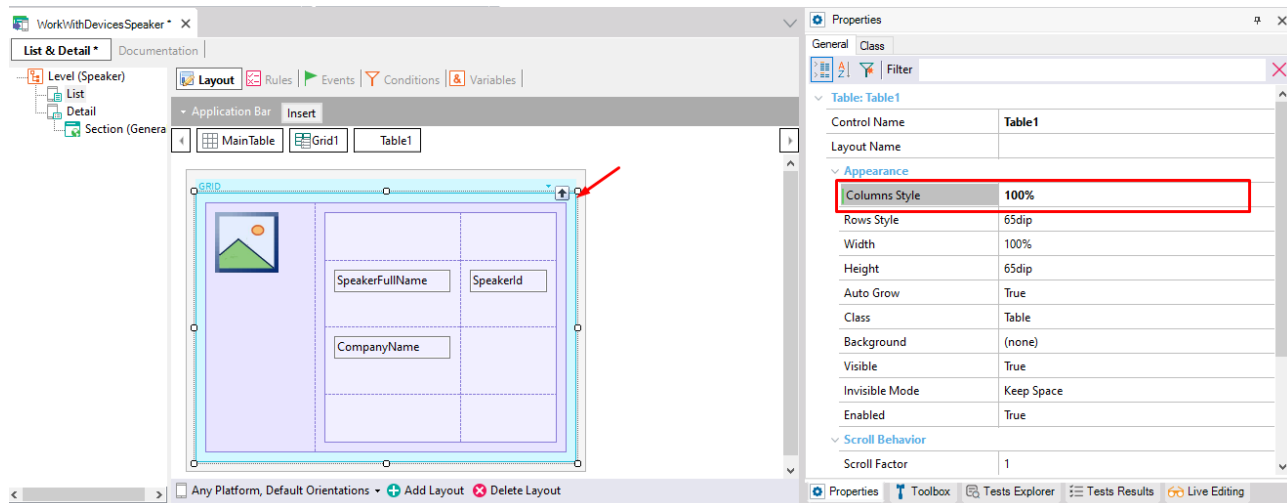 WorkWithDevicesSpeaker *
List & Detail *
Documentation
Level (Speaker)
List
Detail
Section (Genera
Layout
Rules
Events
Conditions
Variables
Application Bar
Insert
MainTable
Grid1
Table1
GRID
SpeakerFullName
SpeakerId
CompanyName
Any Platform, Default Orientations
Add Layout
Delete Layout
Properties
General
Class
Filter
Table: Table1
Control Name Table1
Layout Name
Appearance
Columns Style 100%
Rows Style 65dip
Width 100%
Height 65dip
Auto Grow True
Class Table
Background (none)
Visible True
Invisible Mode Keep Space
Enabled True
Scroll Behavior
Scroll Factor 1
Properties
Toolbox
Tests Explorer
Tests Results
Live Editing